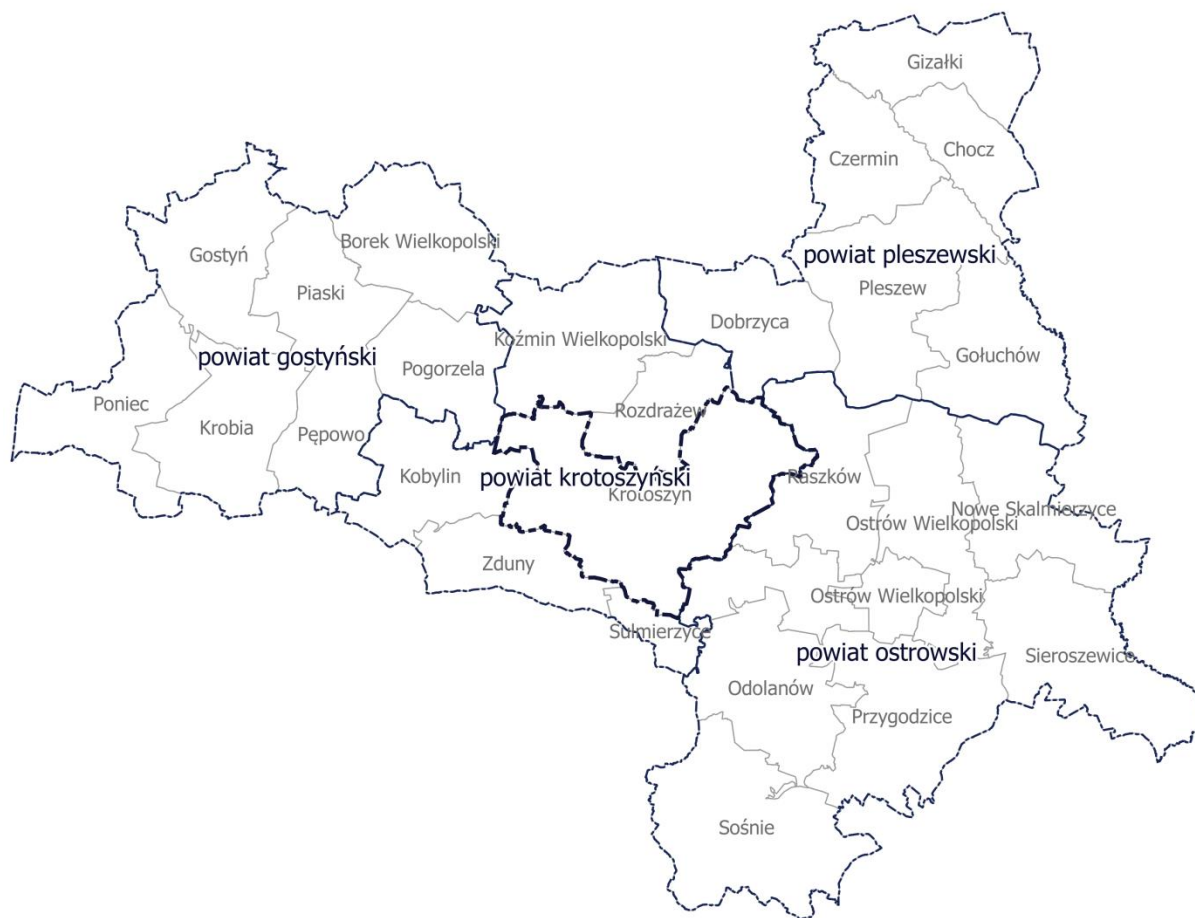 Gizałki
Czermin
Chocz
Borek Wielkopolski
Gostyń
powiat pleszewski
Piaski
Pleszew
Dobrzyca
Koźmin Wielkopolski
powiat gostyński
Gołuchów
Pogorzela
Poniec
Rozdrażew
Krobia
Pępowo
Kobylin
powiat krotoszyński
Raszków
Krotoszyn
Nowe Skalmierzyce
Ostrów Wielkopolski
Zduny
Ostrów Wielkopolski
Sulmierzyce
powiat ostrowski
Sieroszewice
Odolanów
Przygodzice
Sośnie